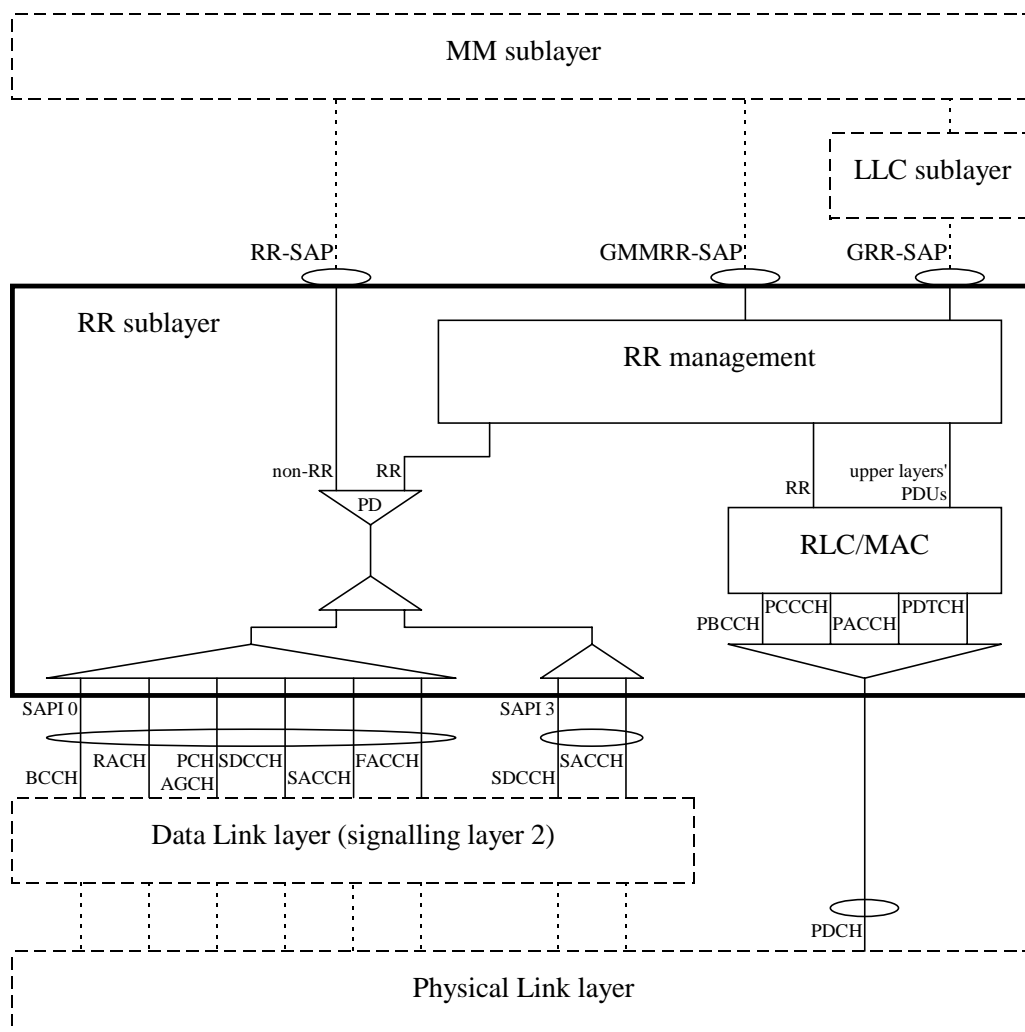 MM sublayer
LLC sublayer
RR-SAP
GMMRR-SAP
GRR-SAP
RR sublayer
RR management
non-RR
RR
RR
upper layers'
PDUs
PD
RLC/MAC
PBCCH
PCCCH
PACCH
PDTCH
SAPI 0
SAPI 3
BCCH
RACH
PCH
AGCH
SDCCH
SACCH
FACCH
SDCCH
SACCH
Data Link layer (signalling layer 2)
PDCH
Physical Link layer